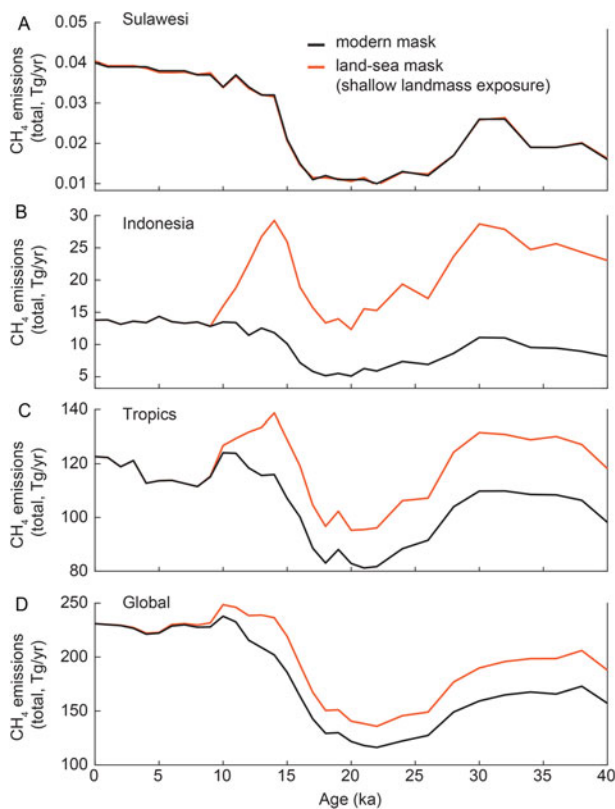 A
Sulawesi
0.05
0.04
0.03
0.02
0.01
CH4 emissions
(total, Tg/yr)
modern mask
land-sea mask
(shallow landmass exposure)
B
Indonesia
30
25
20
15
10
5
CH4 emissions
(total, Tg/yr)
C
Tropics
140
120
100
80
CH4 emissions
(total, Tg/yr)
D
Global
250
200
150
100
CH4 emissions
(total, Tg/yr)
0 5 10 15 20 25 30 35 40
Age (ka)